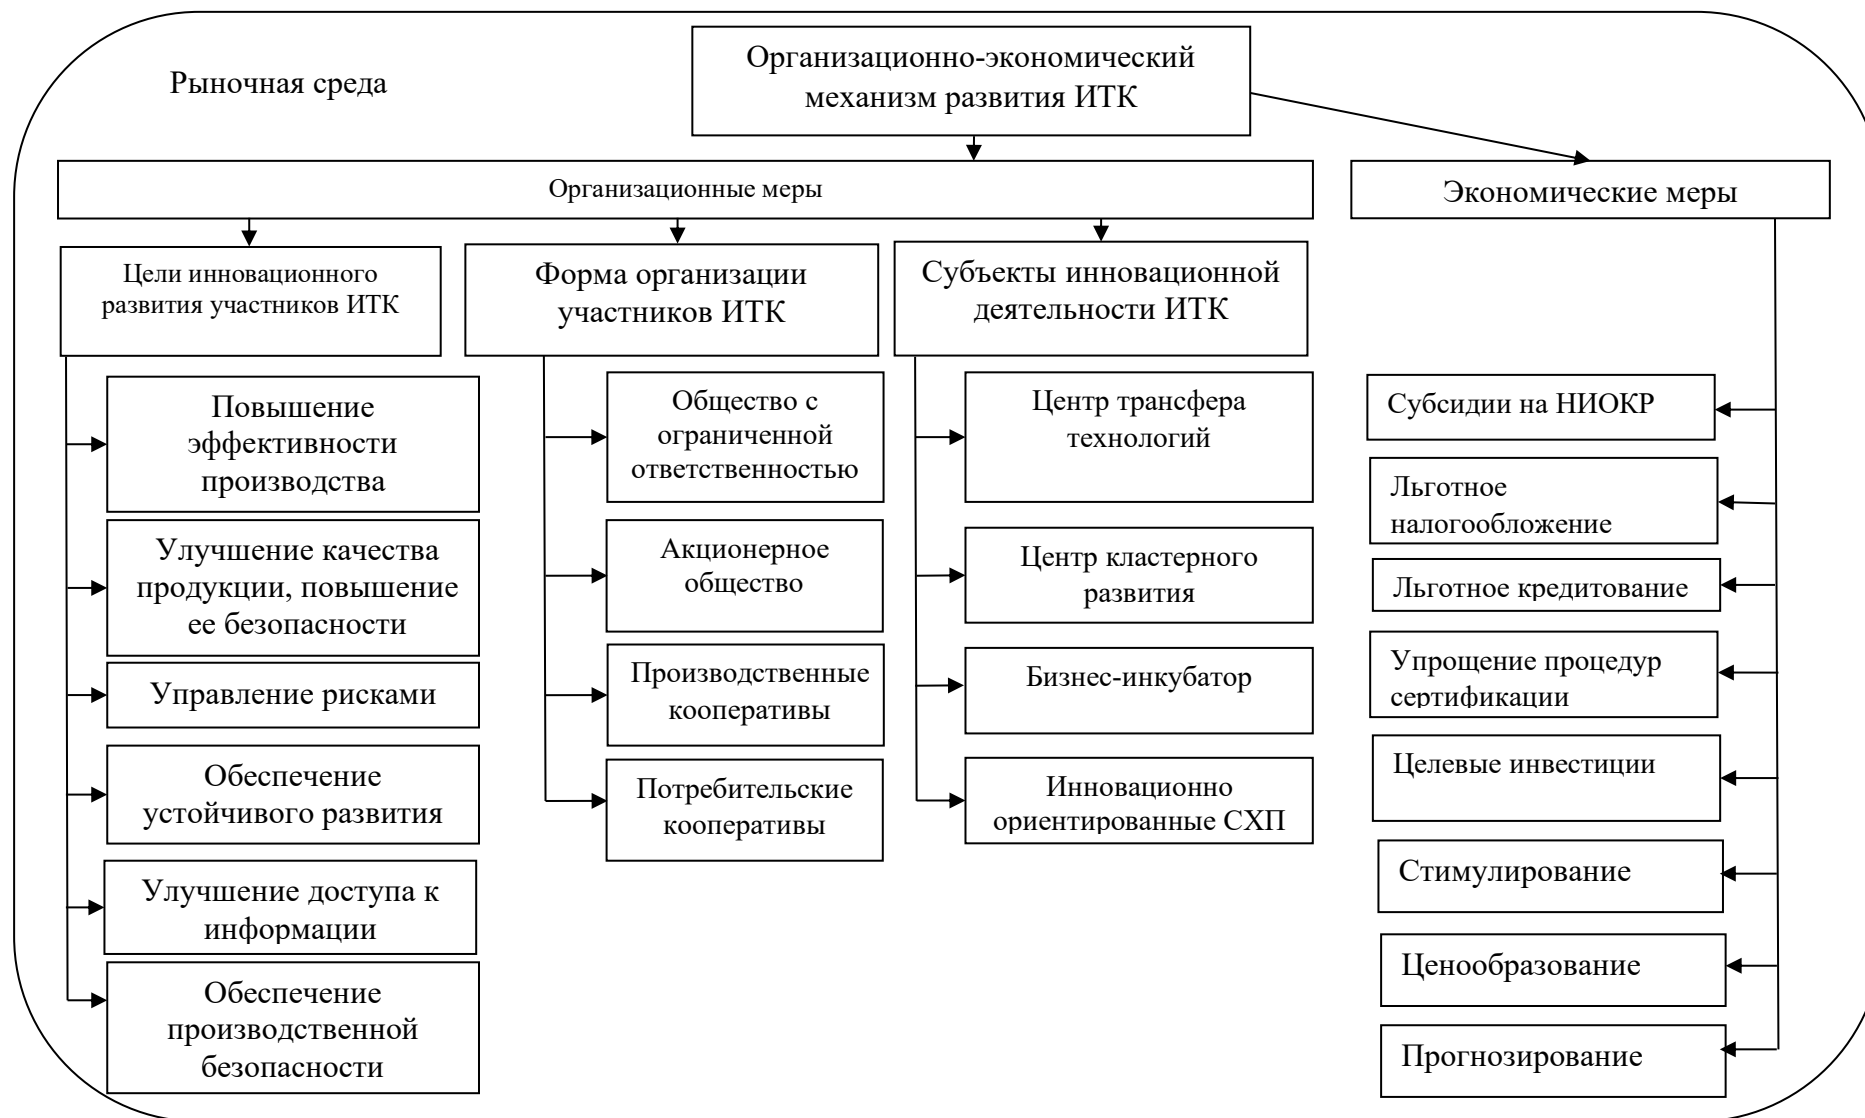 Рыночная среда
Организационно-экономический
механизм развития ИТК
Организационные меры
Экономические меры
Цели инновационного
развития участников ИТК
Форма организации
участников ИТК
Субъекты инновационной
деятельности ИТК
Повышение
эффективности
производства
Улучшение качества
продукции, повышение
ее безопасности
Управление рисками
Обеспечение
устойчивого развития
Улучшение доступа к
информации
Обеспечение
производственной
безопасности
Общество с
ограниченной
ответственностью
Акционерное
общество
Производственные
кооперативы
Потребительские
кооперативы
Центр трансфера
технологий
Центр кластерного
развития
Бизнес-инкубатор
Инновационно
ориентированные СХП
Субсидии на НИОКР
Льготное
налогообложение
Льготное кредитование
Упрощение процедур
сертификации
Целевые инвестиции
Стимулирование
Ценообразование
Прогнозирование